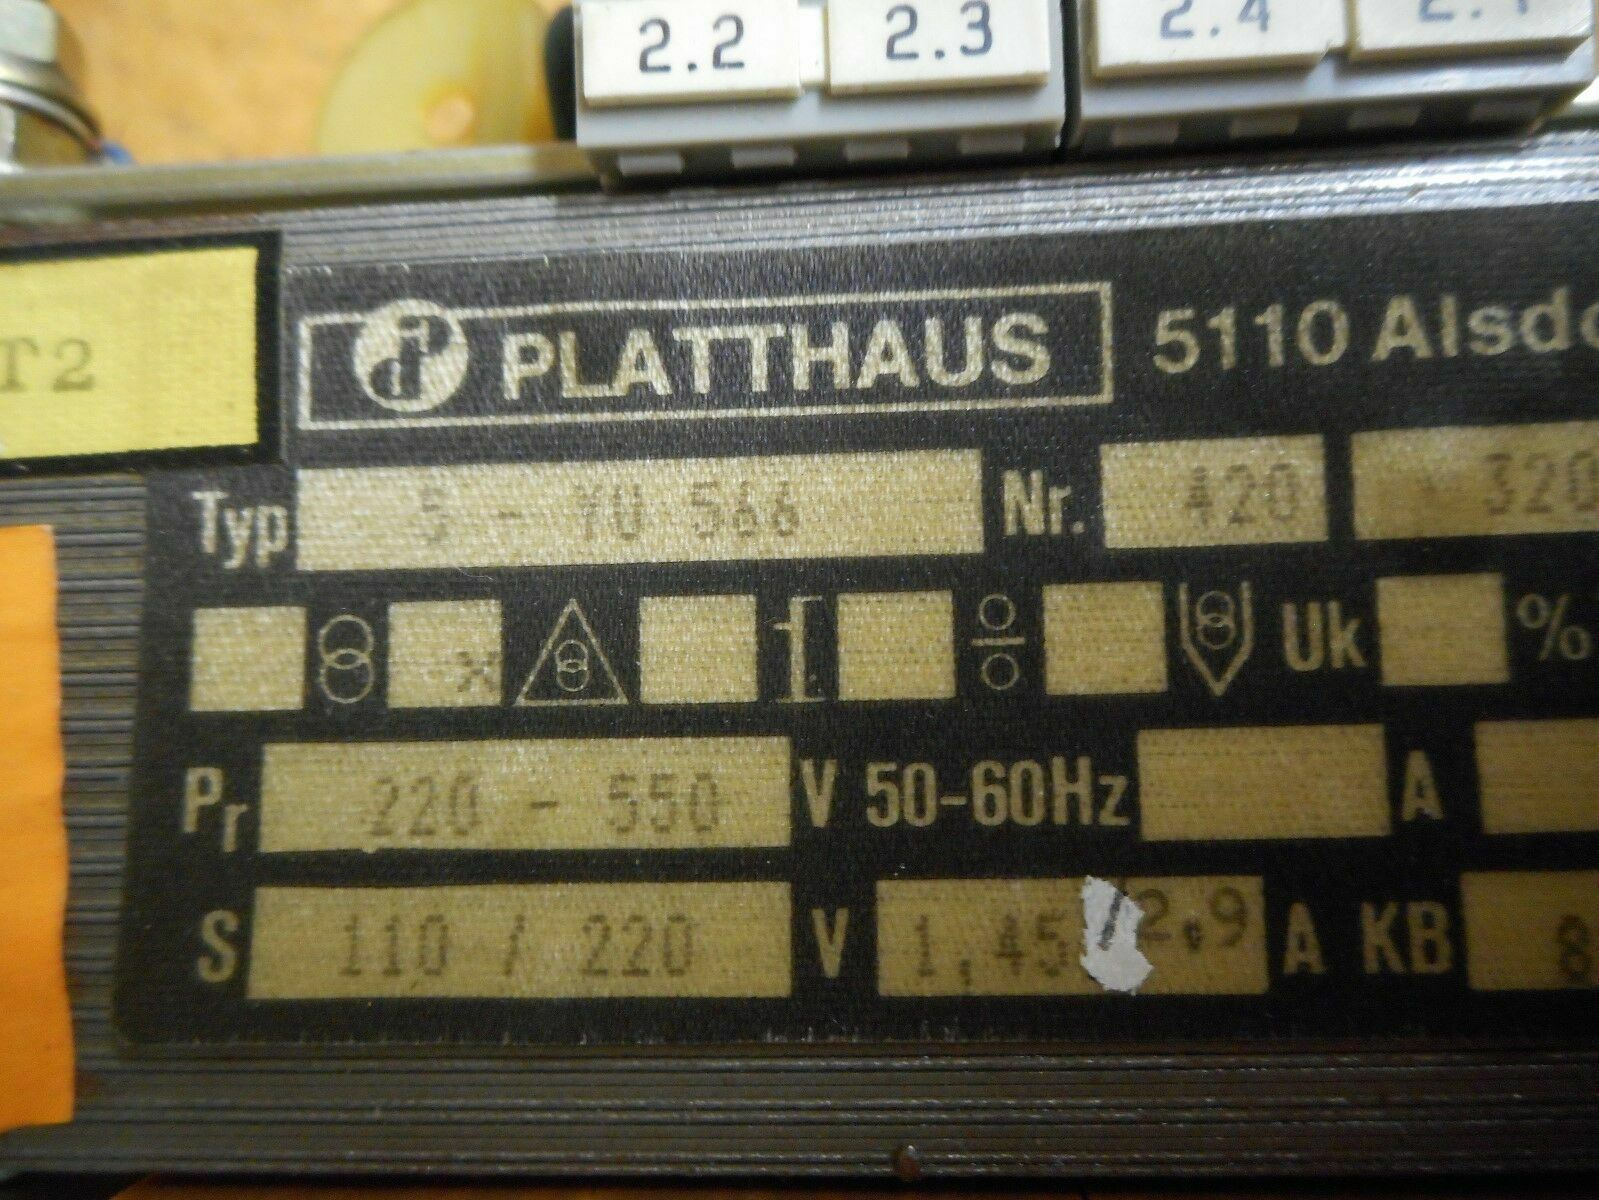 2.2 2.3 2.4
T2
PLATTHAUS 5110 Alsdo
Typ 5 - YU 566 Nr. 420 320
x Uk %
Pr 220 - 550 V 50-60Hz A
S 110 / 220 V 1,45 / 2.9 A KB 8